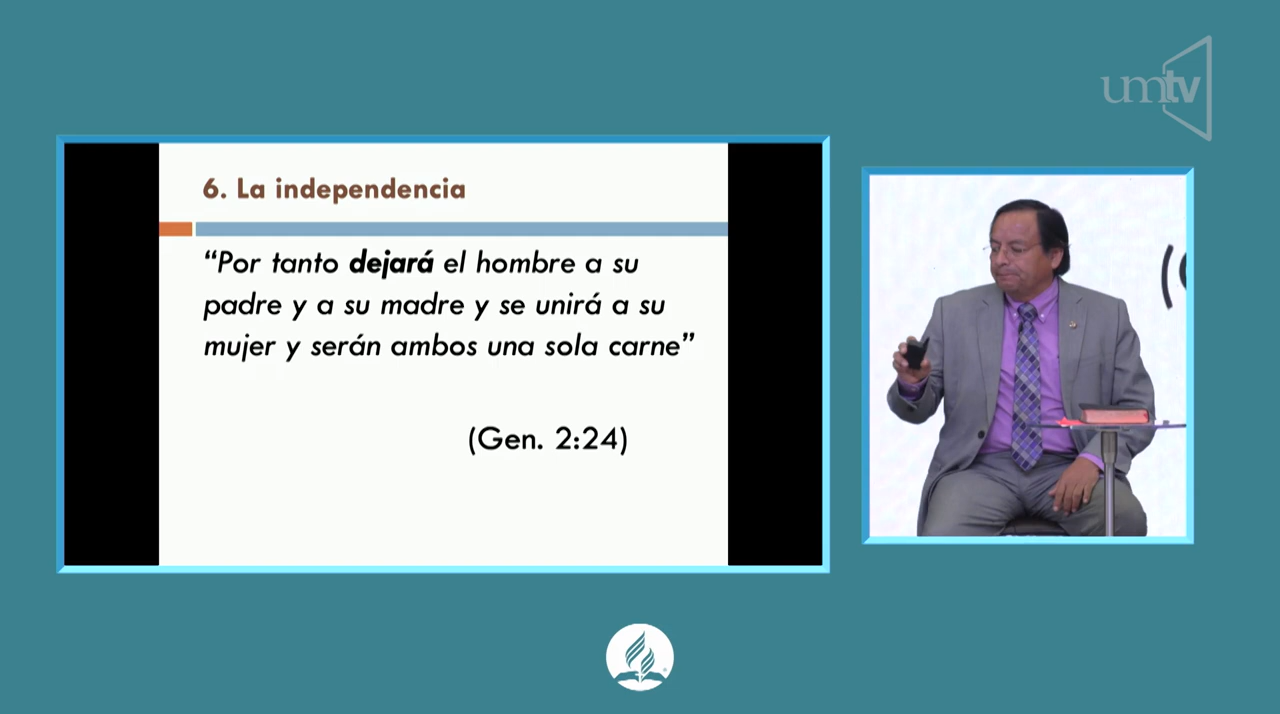 umtv
6. La independencia
“Por tanto dejará el hombre a su
padre y a su madre y se unirá a su
mujer y serán ambos una sola carne”
(Gen. 2:24)